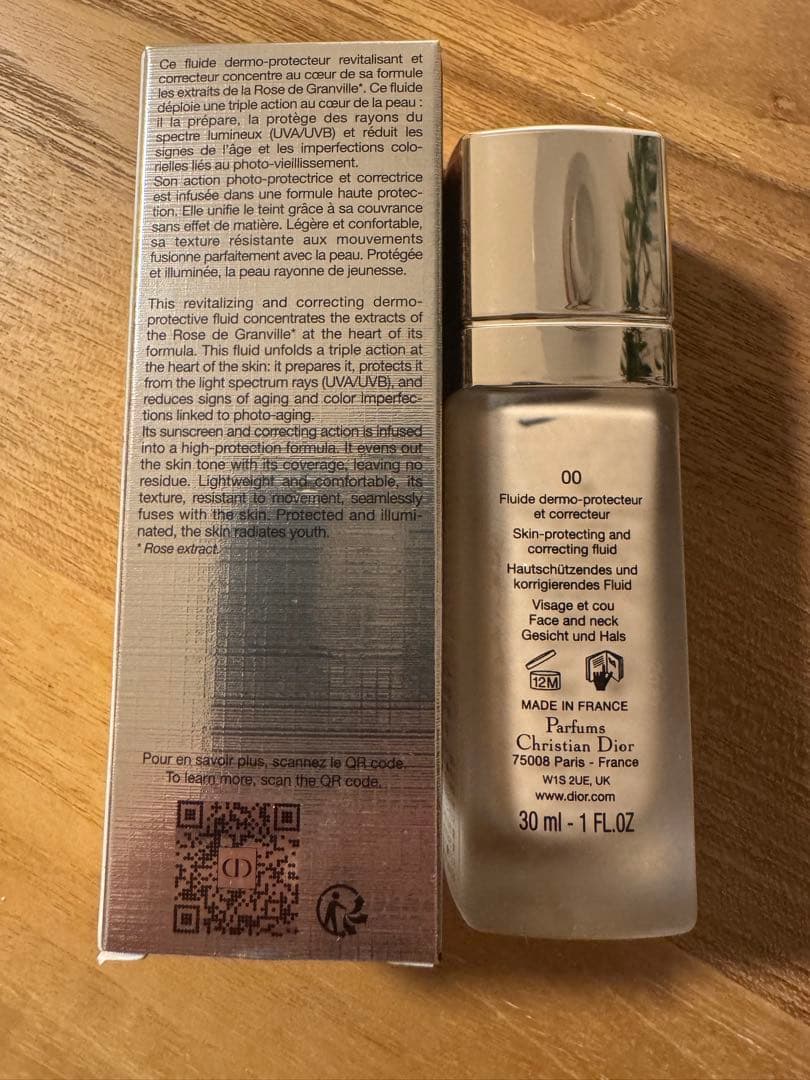 Ce fluide dermo-protecteur revitalisant et
correcteur concentre au cœur de sa formule
les extraits de la Rose de Granville*. Ce fluide
déploie une triple action au cœur de la peau :
il la prépare, la protège des rayons du
spectre lumineux (UVA/UVB) et réduit les
signes de l'âge et les imperfections colo-
rielles liés au photo-vieillissement.
Son action photo-protectrice et correctrice
est infusée dans une formule haute protec-
tion. Elle unifie le teint grâce à sa couvrance
sans effet de matière. Légère et confortable,
sa texture résistante aux mouvements
fusionne parfaitement avec la peau. Protégée
et illuminée, la peau rayonne de jeunesse.
This revitalizing and correcting dermo-
protective fluid concentrates the extracts of
the Rose de Granville* at the heart of its
formula. This fluid unfolds a triple action at
the heart of the skin: it prepares it, protects it
from the light spectrum rays (UVA/UVB), and
reduces signs of aging and color imperfec-
tions linked to photo-aging.
Its sunscreen and correcting action is infused
into a high-protection formula. It evens out
the skin tone with its coverage, leaving no
residue. Lightweight and comfortable, its
texture, resistant to movement, seamlessly
fuses with the skin. Protected and illumi-
nated, the skin radiates youth.
* Rose extract.
Pour en savoir plus, scannez le QR code.
To learn more, scan the QR code.
CD
00
Fluide dermo-protecteur
et correcteur
Skin-protecting and
correcting fluid
Hautschützendes und
korrigierendes Fluid
Visage et cou
Face and neck
Gesicht und Hals
12M
MADE IN FRANCE
Parfums
Christian Dior
75008 Paris - France
W1S 2UE, UK
www.dior.com
30 ml - 1 FL.OZ